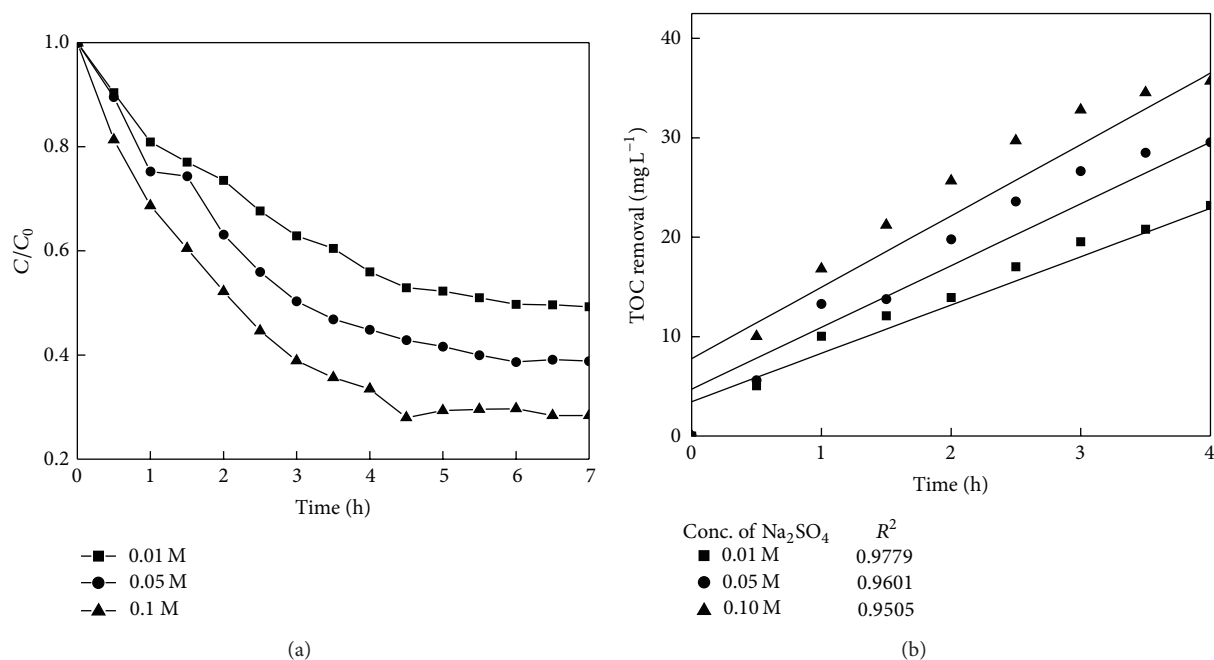 1.0
0.8
0.6
0.4
0.2
C/C₀
0 1 2 3 4 5 6 7
Time (h)
0.01 M
0.05 M
0.1 M
(a)
40
30
20
10
0
TOC removal (mg L⁻¹)
0 1 2 3 4
Time (h)
Conc. of Na₂SO₄ R²
0.01 M 0.9779
0.05 M 0.9601
0.10 M 0.9505
(b)